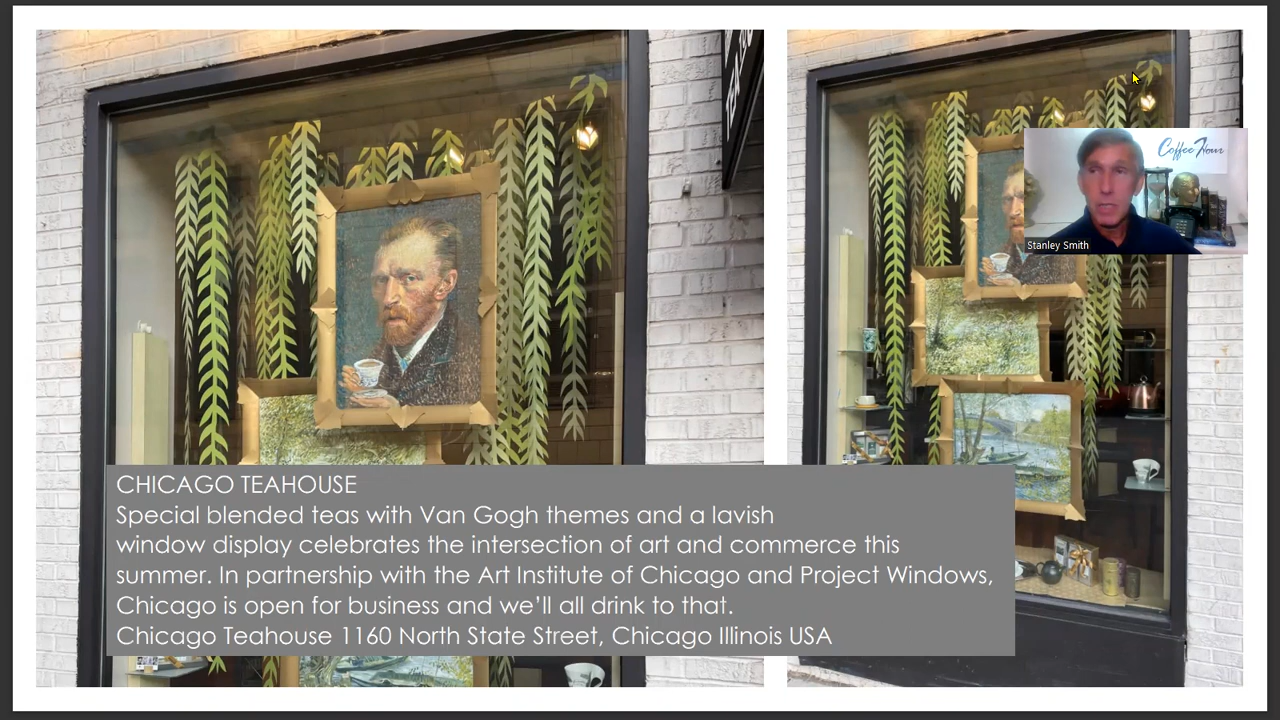 TEA
CHICAGO TEAHOUSE
Special blended teas with Van Gogh themes and a lavish
window display celebrates the intersection of art and commerce this
summer. In partnership with the Art Institute of Chicago and Project Windows,
Chicago is open for business and we’ll all drink to that.
Chicago Teahouse 1160 North State Street, Chicago Illinois USA
Coffee Hour
Stanley Smith